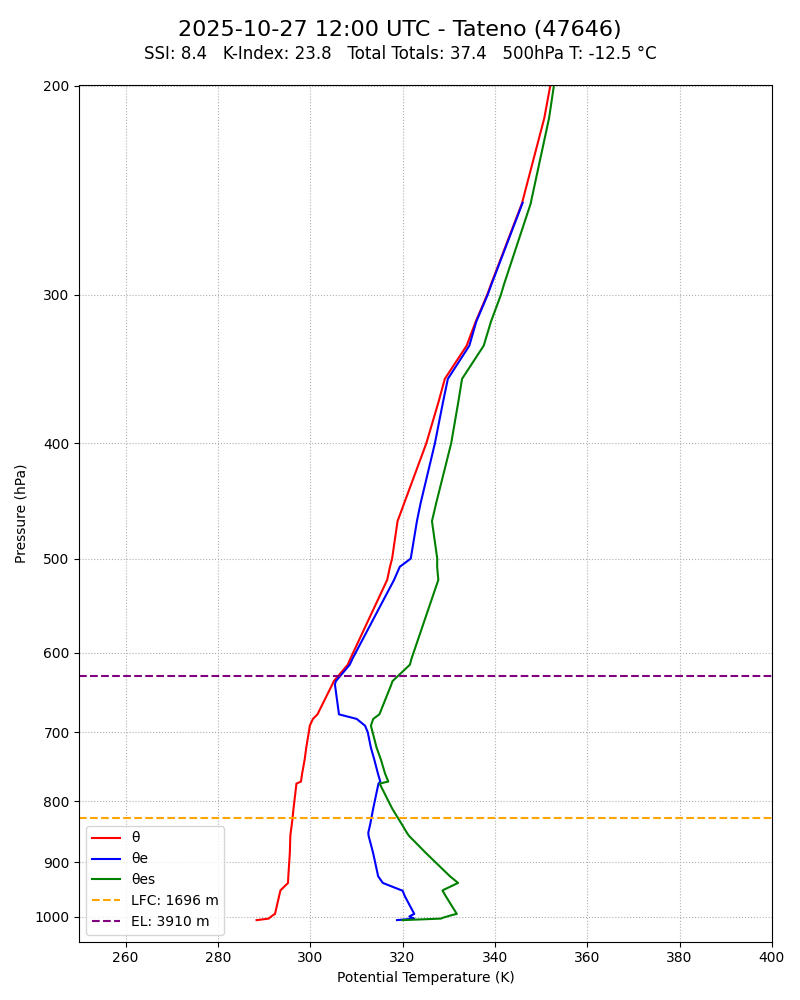 2025-10-27 12:00 UTC - Tateno (47646)
SSI: 8.4   K-Index: 23.8   Total Totals: 37.4   500hPa T: -12.5 °C
200
300
400
500
600
700
800
900
1000
Pressure (hPa)
θ
θe
θes
LFC: 1696 m
EL: 3910 m
260 280 300 320 340 360 380 400
Potential Temperature (K)